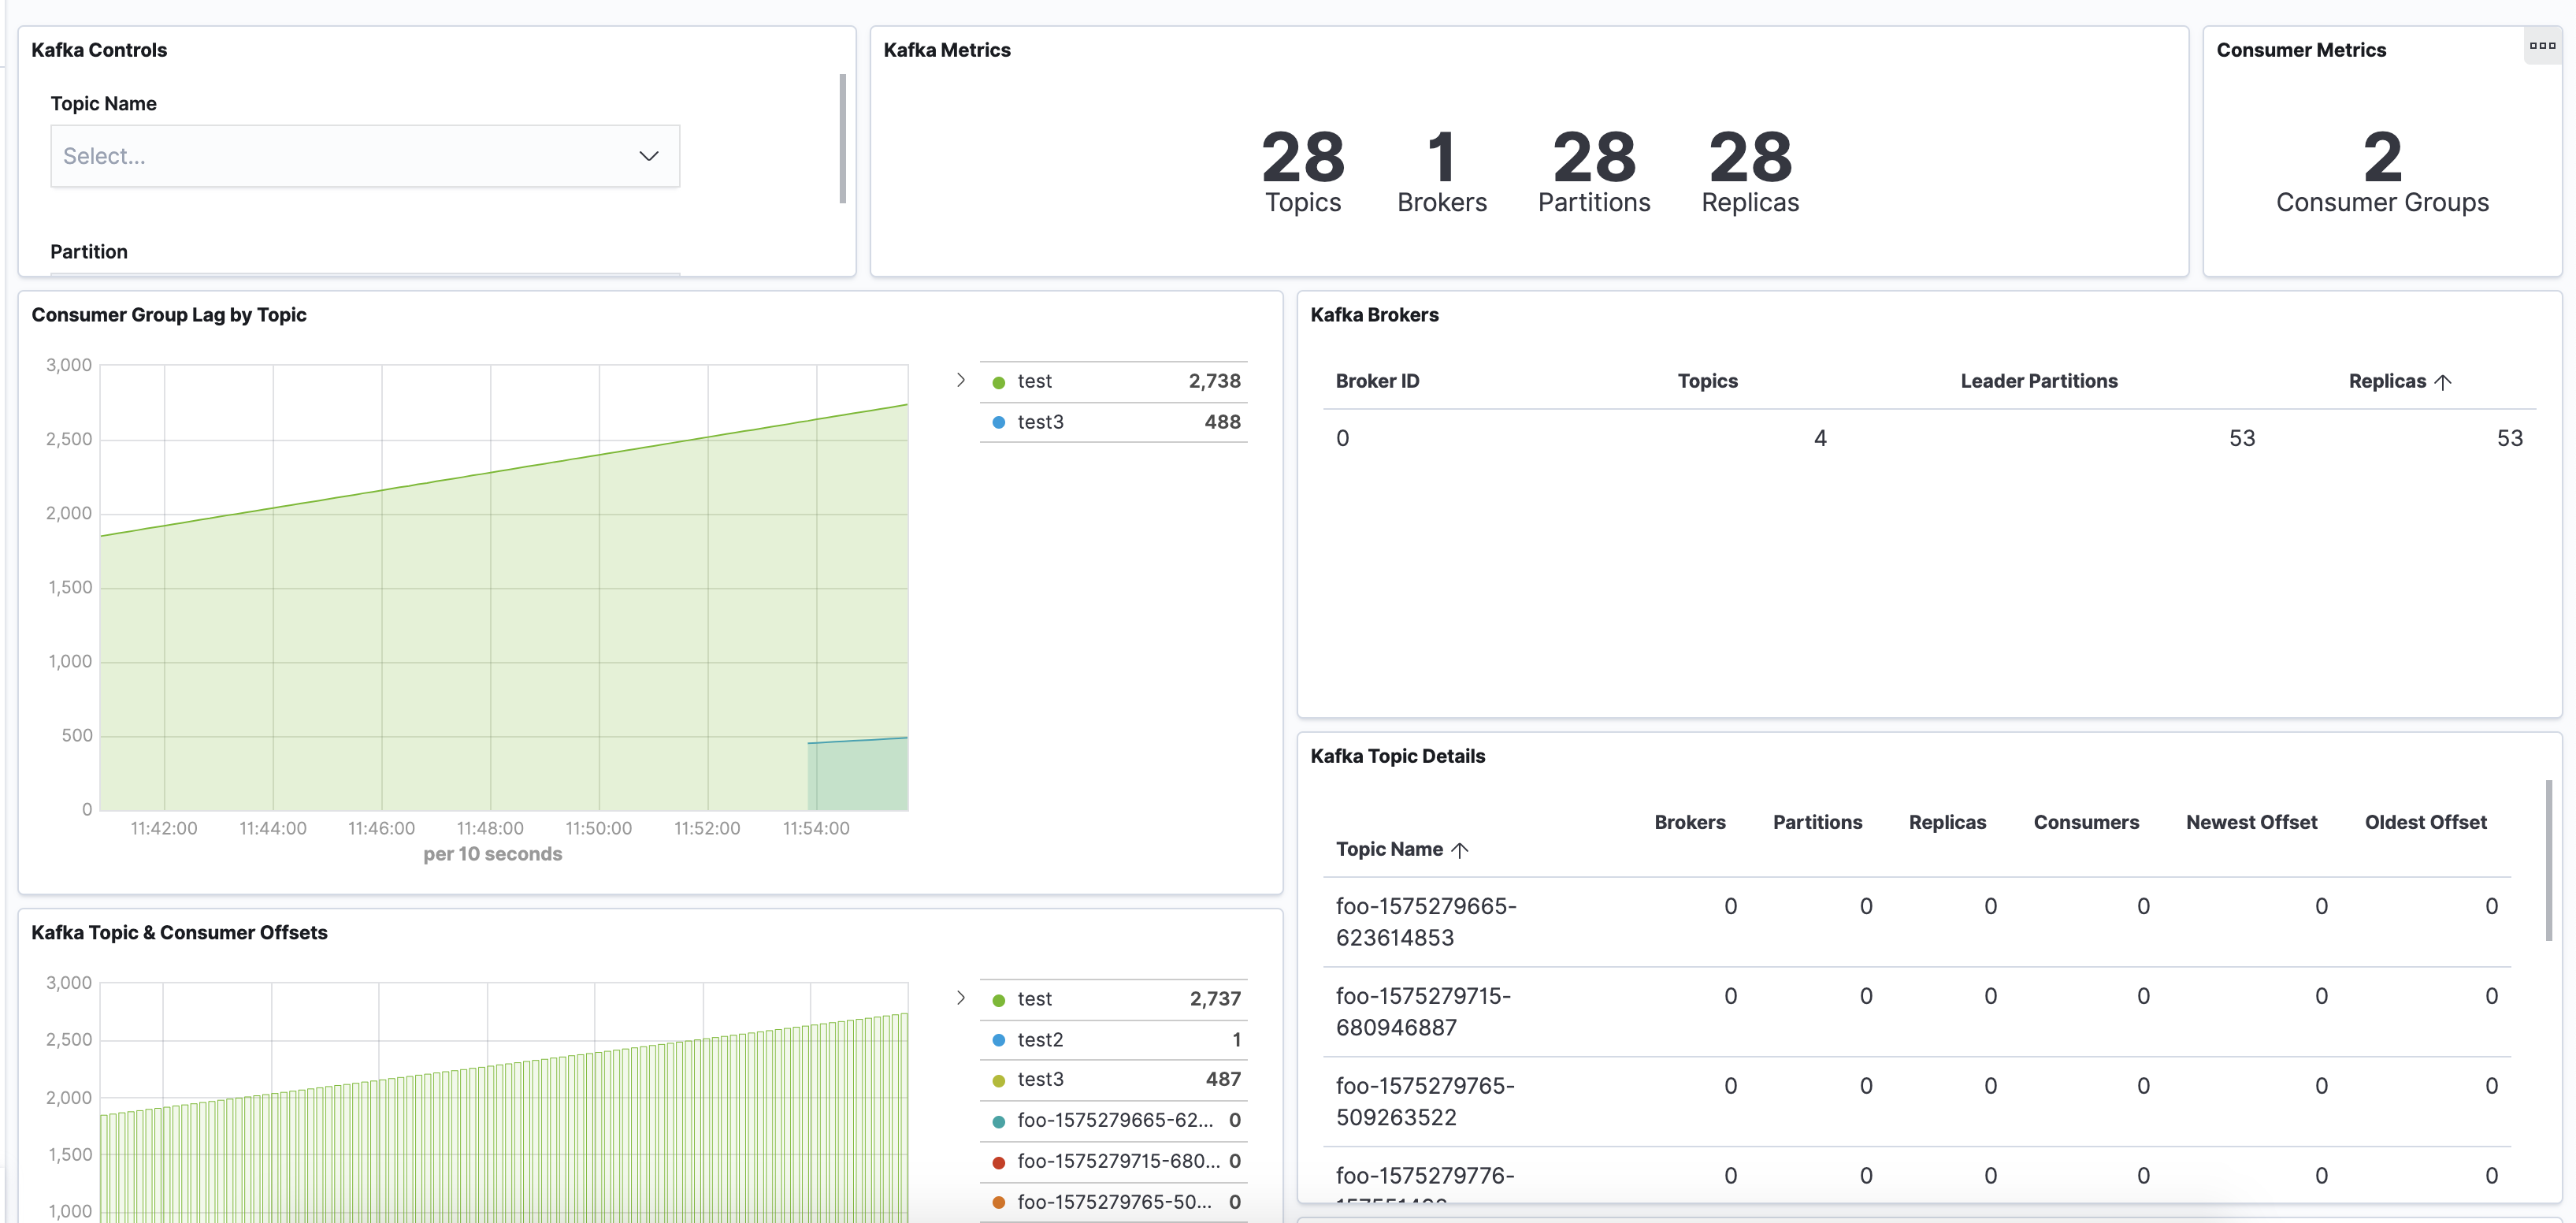 Kafka Controls
Topic Name
Select...
Partition
Kafka Metrics
28 1 28 28
Topics Brokers Partitions Replicas
Consumer Metrics
2
Consumer Groups
Consumer Group Lag by Topic
3,000
2,500
2,000
1,500
1,000
500
0
11:42:00 11:44:00 11:46:00 11:48:00 11:50:00 11:52:00 11:54:00
per 10 seconds
test 2,738
test3 488
Kafka Brokers
Broker ID Topics Leader Partitions Replicas
0 4 53 53
Kafka Topic & Consumer Offsets
3,000
2,500
2,000
1,500
1,000
test 2,737
test2 1
test3 487
foo-1575279665-62... 0
foo-1575279715-680... 0
foo-1575279765-50... 0
Kafka Topic Details
Brokers Partitions Replicas Consumers Newest Offset Oldest Offset
Topic Name
foo-1575279665- 0 0 0 0 0 0
623614853
foo-1575279715- 0 0 0 0 0 0
680946887
foo-1575279765- 0 0 0 0 0 0
509263522
foo-1575279776- 0 0 0 0 0 0